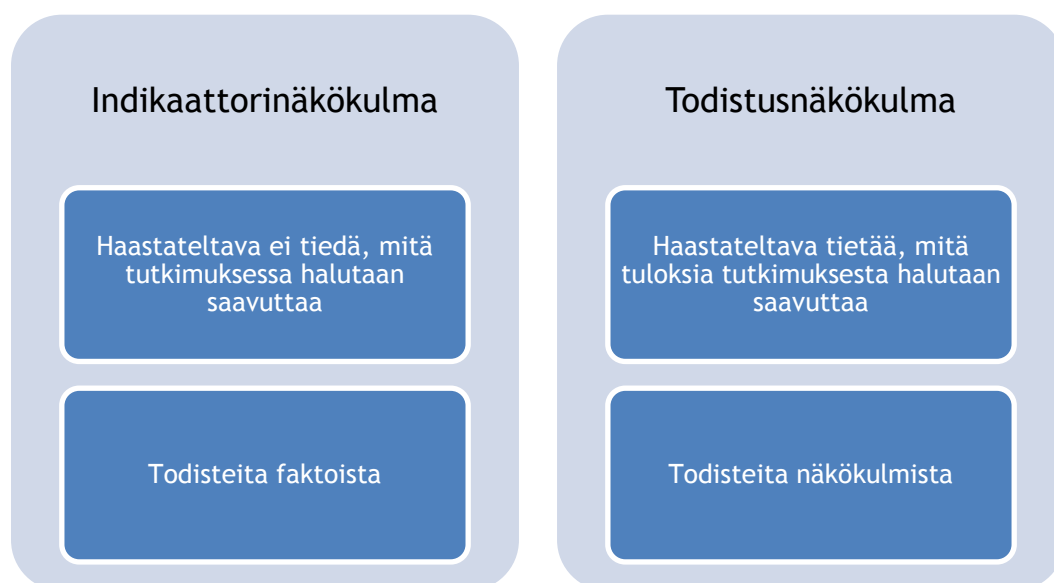 Indikaattorinäkökulma
Haastateltava ei tiedä, mitä
tutkimuksessa halutaan
saavuttaa
Todisteita faktoista
Todistusnäkökulma
Haastateltava tietää, mitä
tuloksia tutkimuksesta halutaan
saavuttaa
Todisteita näkökulmista